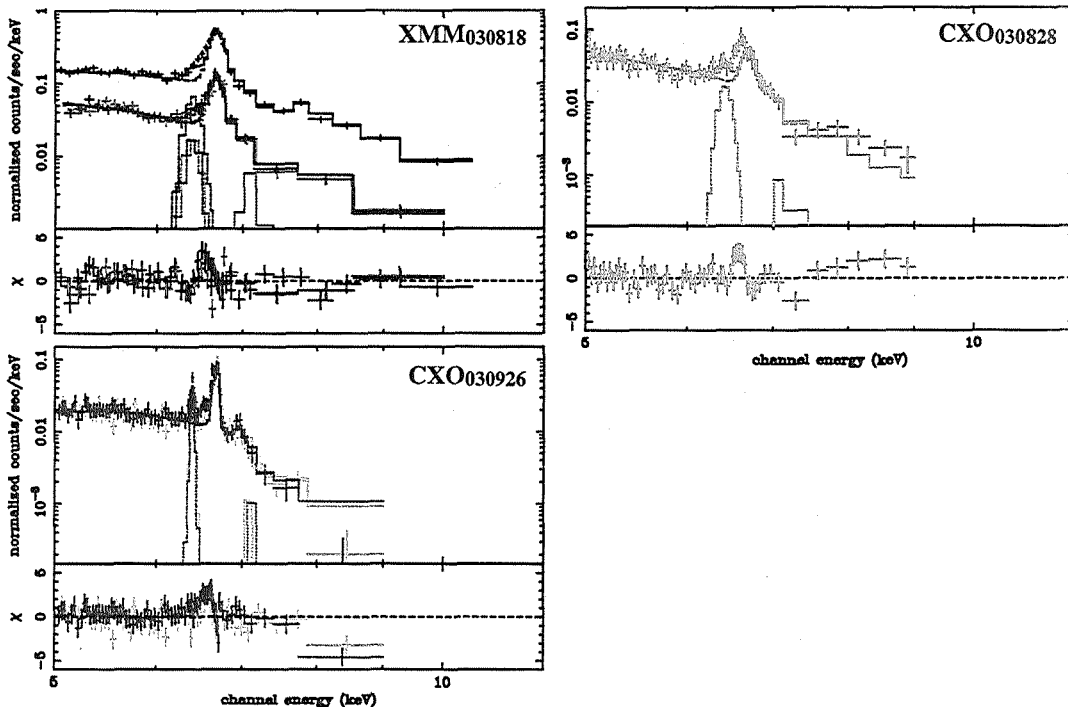 XMM030818
normalized counts/sec/keV
1
0.1
0.01
χ
5
0
-5
CXO030828
0.1
0.01
10⁻³
5
0
-5
5
10
channel energy (keV)
CXO030926
normalized counts/sec/keV
0.1
0.01
10⁻³
χ
5
0
-5
5
10
channel energy (keV)